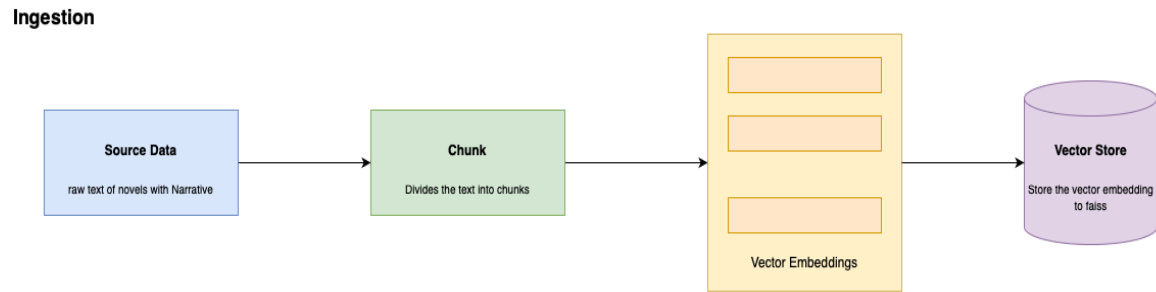 Ingestion
Source Data
raw text of novels with Narrative
Chunk
Divides the text into chunks
Vector Embeddings
Vector Store
Store the vector embedding
to faiss